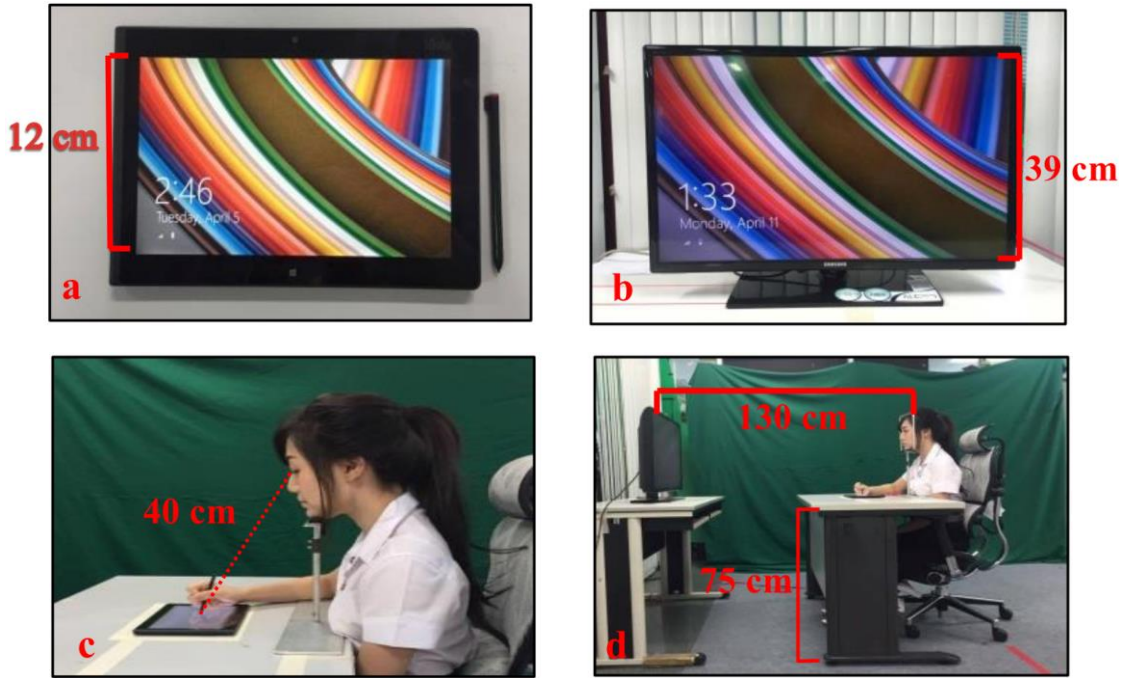 12 cm
2:46
Tuesday, April 5
a
39 cm
1:33
Monday, April 11
SAMSUNG
b
40 cm
c
130 cm
75 cm
d